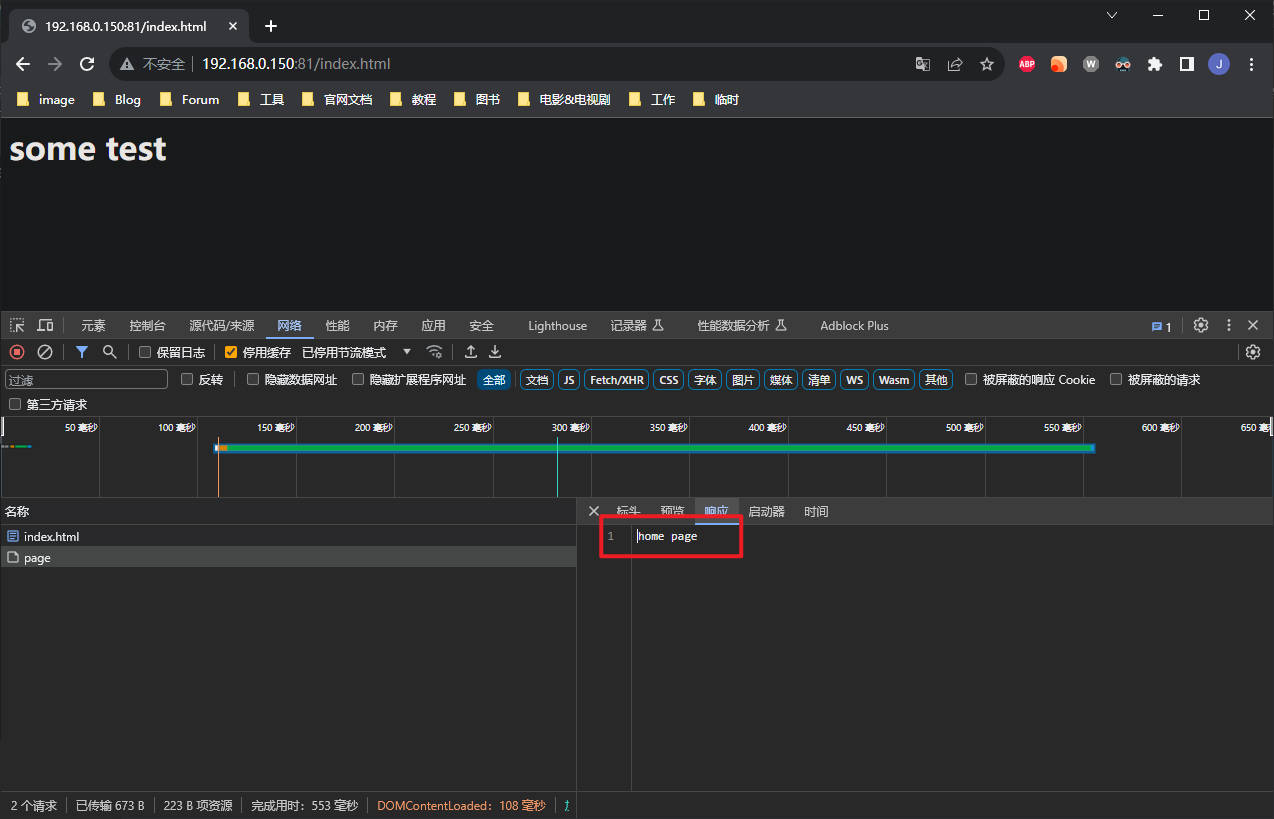 192.168.0.150:81/index.html
不安全 192.168.0.150:81/index.html ABP W J
image Blog Forum 工具 官网文档 教程 图书 电影&电视剧 工作 临时
some test
元素 控制台 源代码/来源 网络 性能 内存 应用 安全 Lighthouse 记录器 性能数据分析 Adblock Plus 1
保留日志 停用缓存 已停用节流模式
过滤 反转 隐藏数据网址 隐藏扩展程序网址 全部 文档 JS Fetch/XHR CSS 字体 图片 媒体 清单 WS Wasm 其他 被屏蔽的响应 Cookie 被屏蔽的请求
第三方请求
50 毫秒 100 毫秒 150 毫秒 200 毫秒 250 毫秒 300 毫秒 350 毫秒 400 毫秒 450 毫秒 500 毫秒 550 毫秒 600 毫秒 650
名称 标头 预览 响应 启动器 时间
index.html 1 home page
page
2 个请求 已传输 673 B 223 B 项资源 完成用时：553 毫秒 DOMContentLoaded：108 毫秒